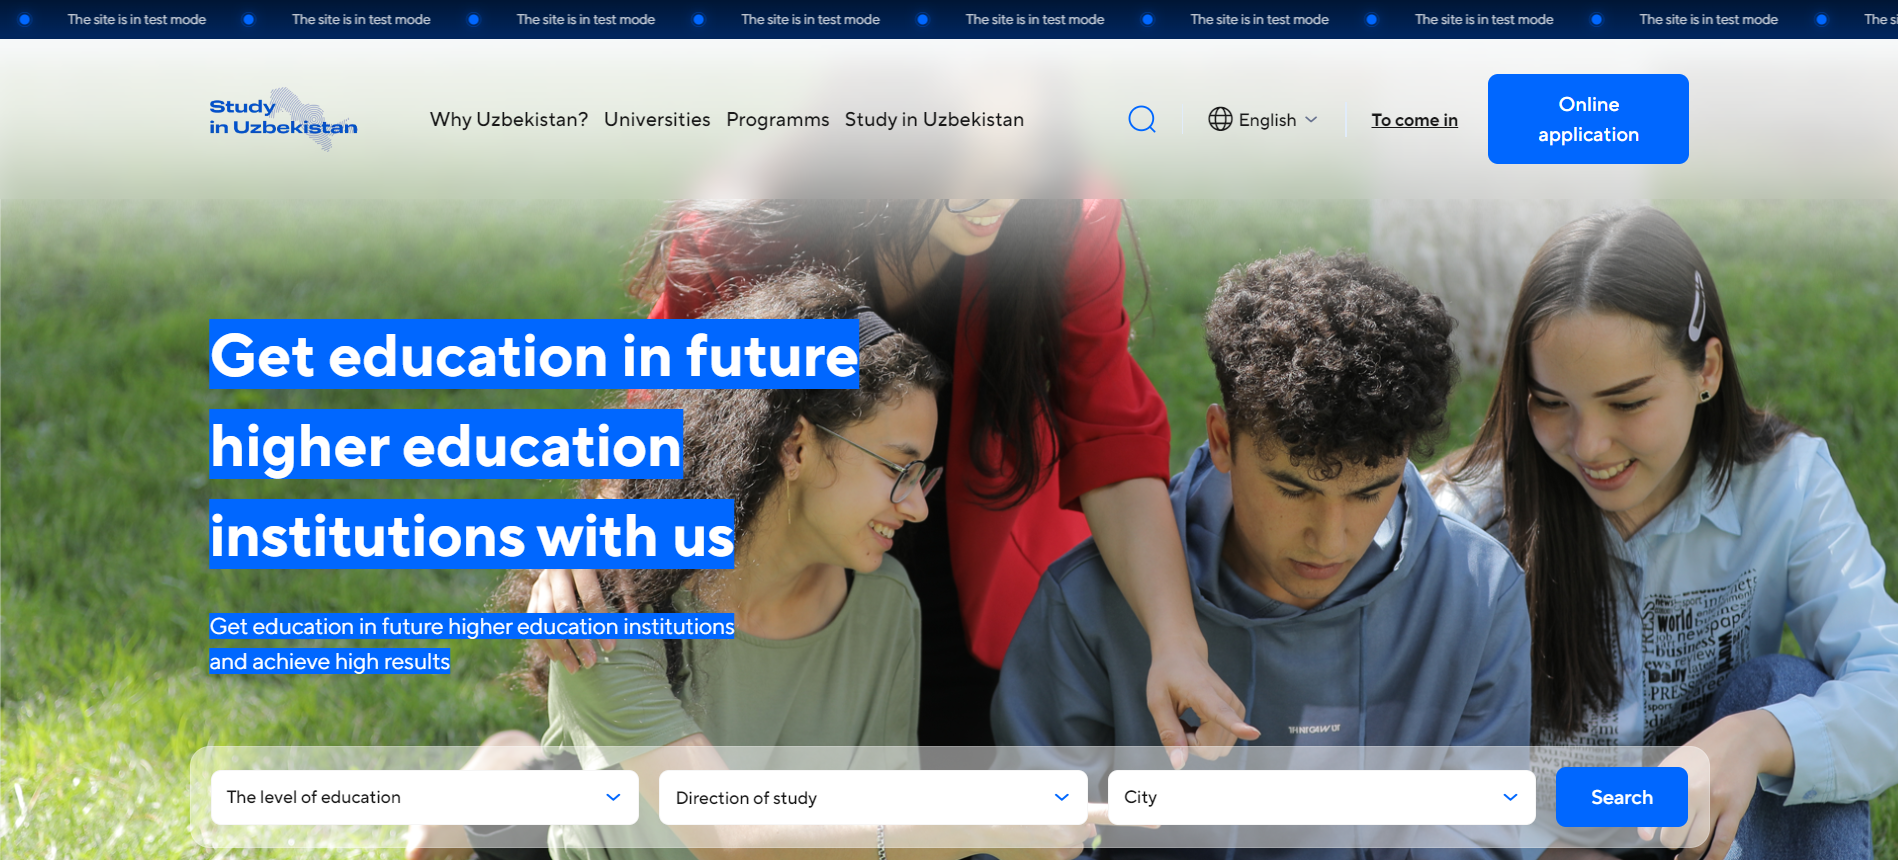 The site is in test mode The site is in test mode The site is in test mode The site is in test mode The site is in test mode The site is in test mode The site is in test mode The site is in test mode The si
Study
in Uzbekistan
Why Uzbekistan? Universities Programms Study in Uzbekistan
English
To come in
Online
application
Get education in future
higher education
institutions with us
Get education in future higher education institutions
and achieve high results
The level of education
Direction of study
City
Search
world
business
Daily